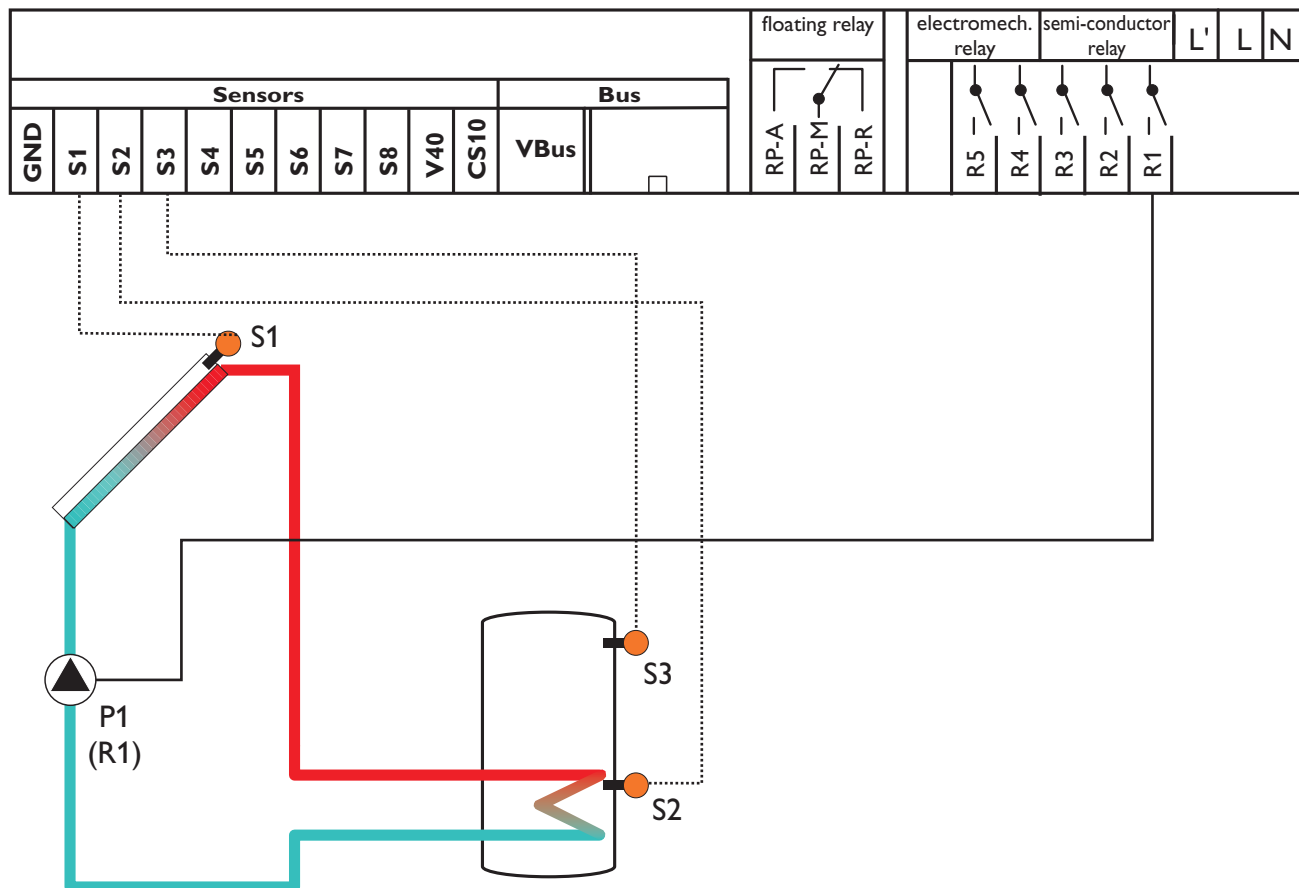 floating relay
electromech.
relay
semi-conductor
relay
L'
L
N
Sensors
Bus
GND
S1
S2
S3
S4
S5
S6
S7
S8
V40
CS10
VBus
RP-A
RP-M
RP-R
R5
R4
R3
R2
R1
S1
S3
P1
(R1)
S2